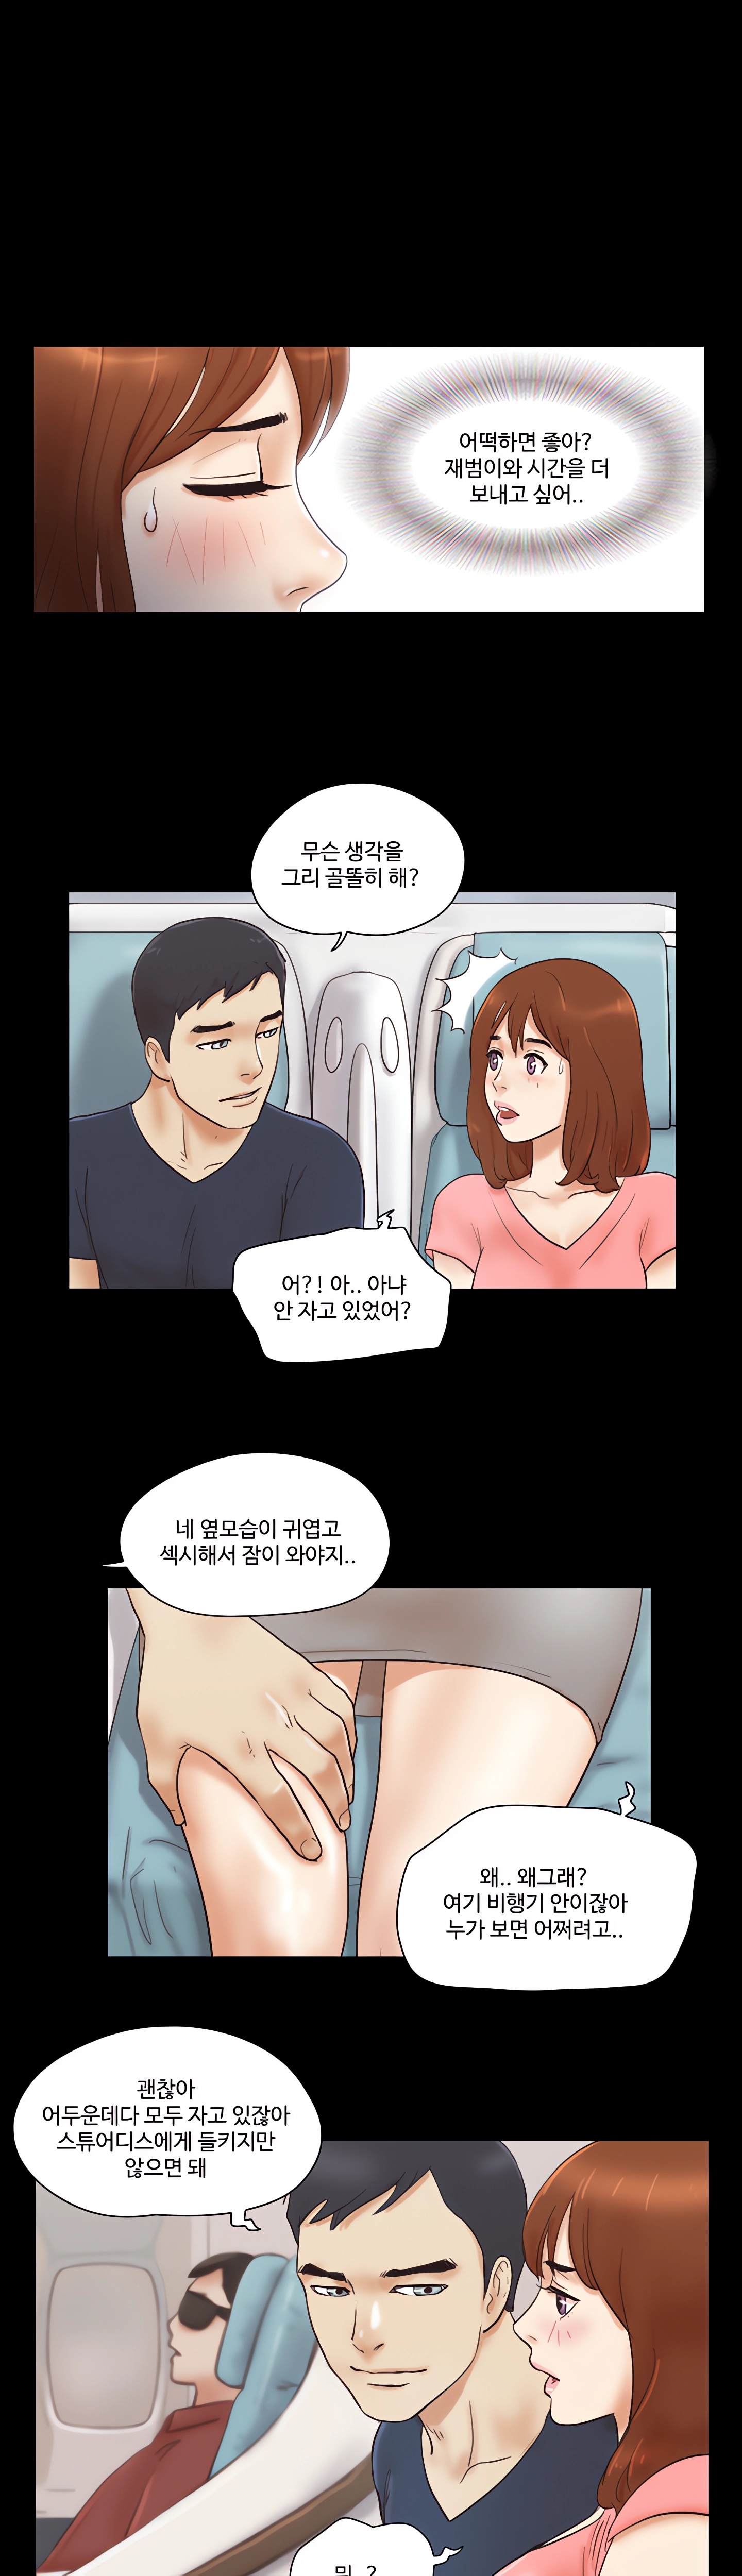 어떡하면 좋아?
재범이와 시간을 더
보내고 싶어..
무슨 생각을
그리 골똘히 해?
어?! 아.. 아냐
안 자고 있었어?
네 옆모습이 귀엽고
섹시해서 잠이 와야지..
왜.. 왜그래?
여기 비행기 안이잖아
누가 보면 어쩌려고..
괜찮아
어두운데다 모두 자고 있잖아
스튜어디스에게 들키지만
않으면 돼